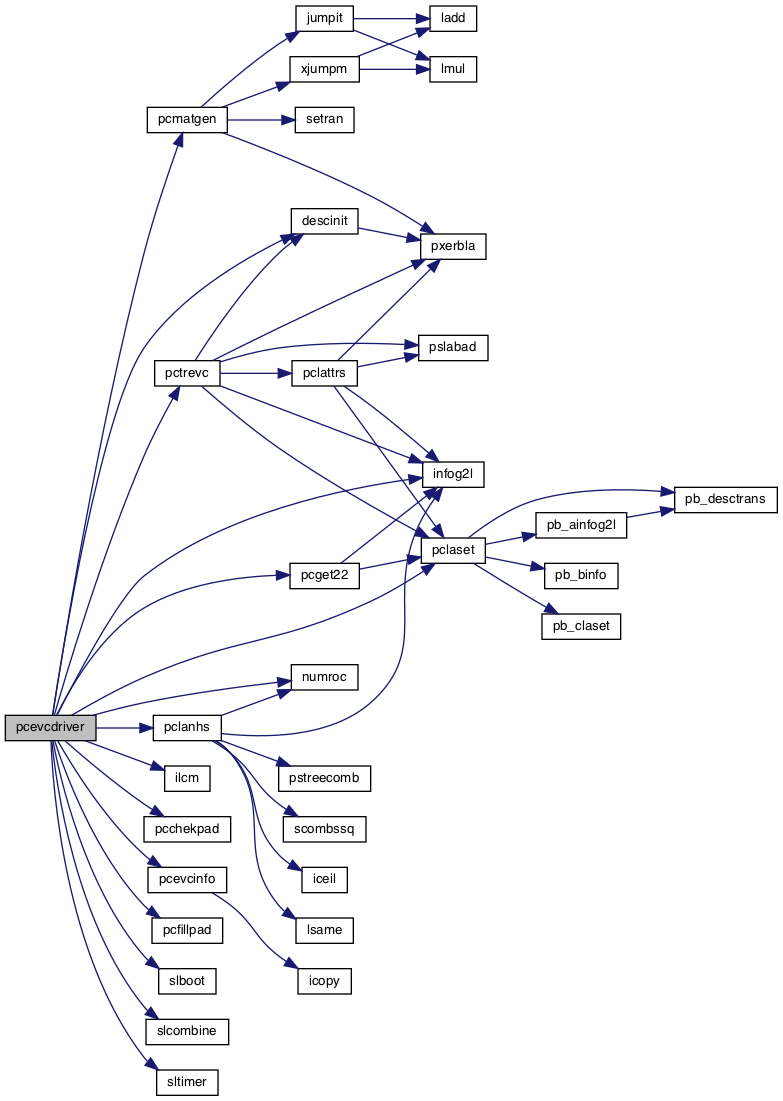 jumpit
ladd
xjumpm
lmul
pcmatgen
setran
descinit
pxerbla
pslabad
pctrevc
pclattrs
infog2l
pb_desctrans
pb_ainfog2l
pclaset
pcget22
pb_binfo
pb_claset
numroc
pcevcdriver
pclanhs
ilcm
pstreecomb
pcchekpad
scombssq
pcevcinfo
iceil
pcfillpad
lsame
slboot
icopy
slcombine
sltimer